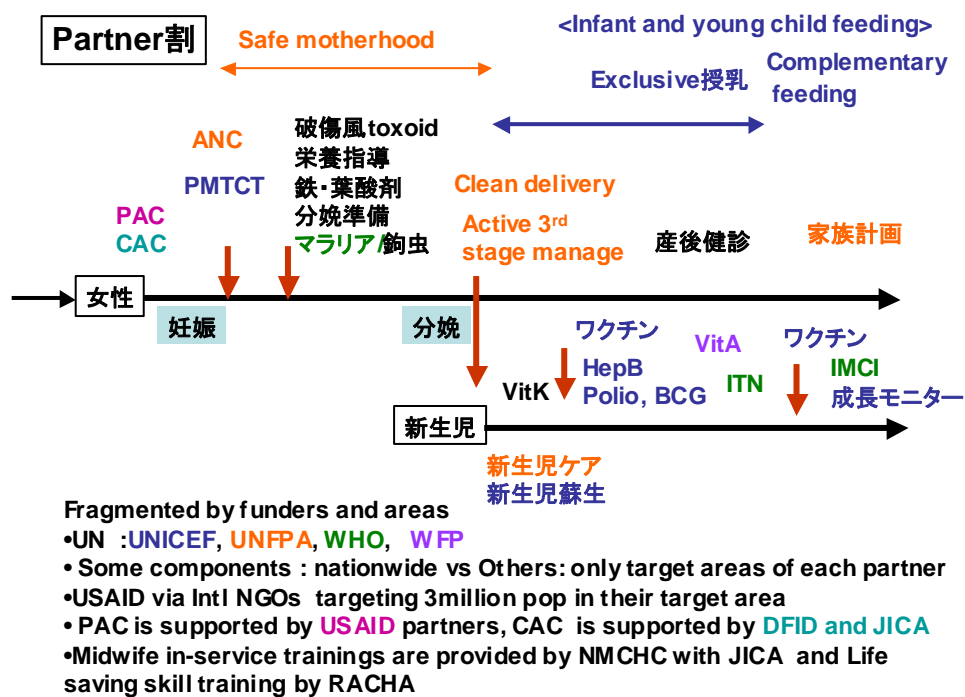 Partner割
Safe motherhood
<Infant and young child feeding>
Exclusive授乳
Complementary
feeding
ANC
PMTCT
破傷風toxoid
栄養指導
鉄・葉酸剤
分娩準備
マラリア/鉤虫
PAC
CAC
Clean delivery
Active 3rd
stage manage
産後健診
家族計画
女性
妊娠
分娩
ワクチン
HepB
Polio, BCG
VitK
VitA
ITN
ワクチン
IMCI
成長モニター
新生児
新生児ケア
新生児蘇生
Fragmented by funders and areas
•UN :UNICEF, UNFPA, WHO, WFP
• Some components : nationwide vs Others: only target areas of each partner
•USAID via Intl NGOs targeting 3million pop in their target area
• PAC is supported by USAID partners, CAC is supported by DFID and JICA
•Midwife in-service trainings are provided by NMCHC with JICA and Life
saving skill training by RACHA